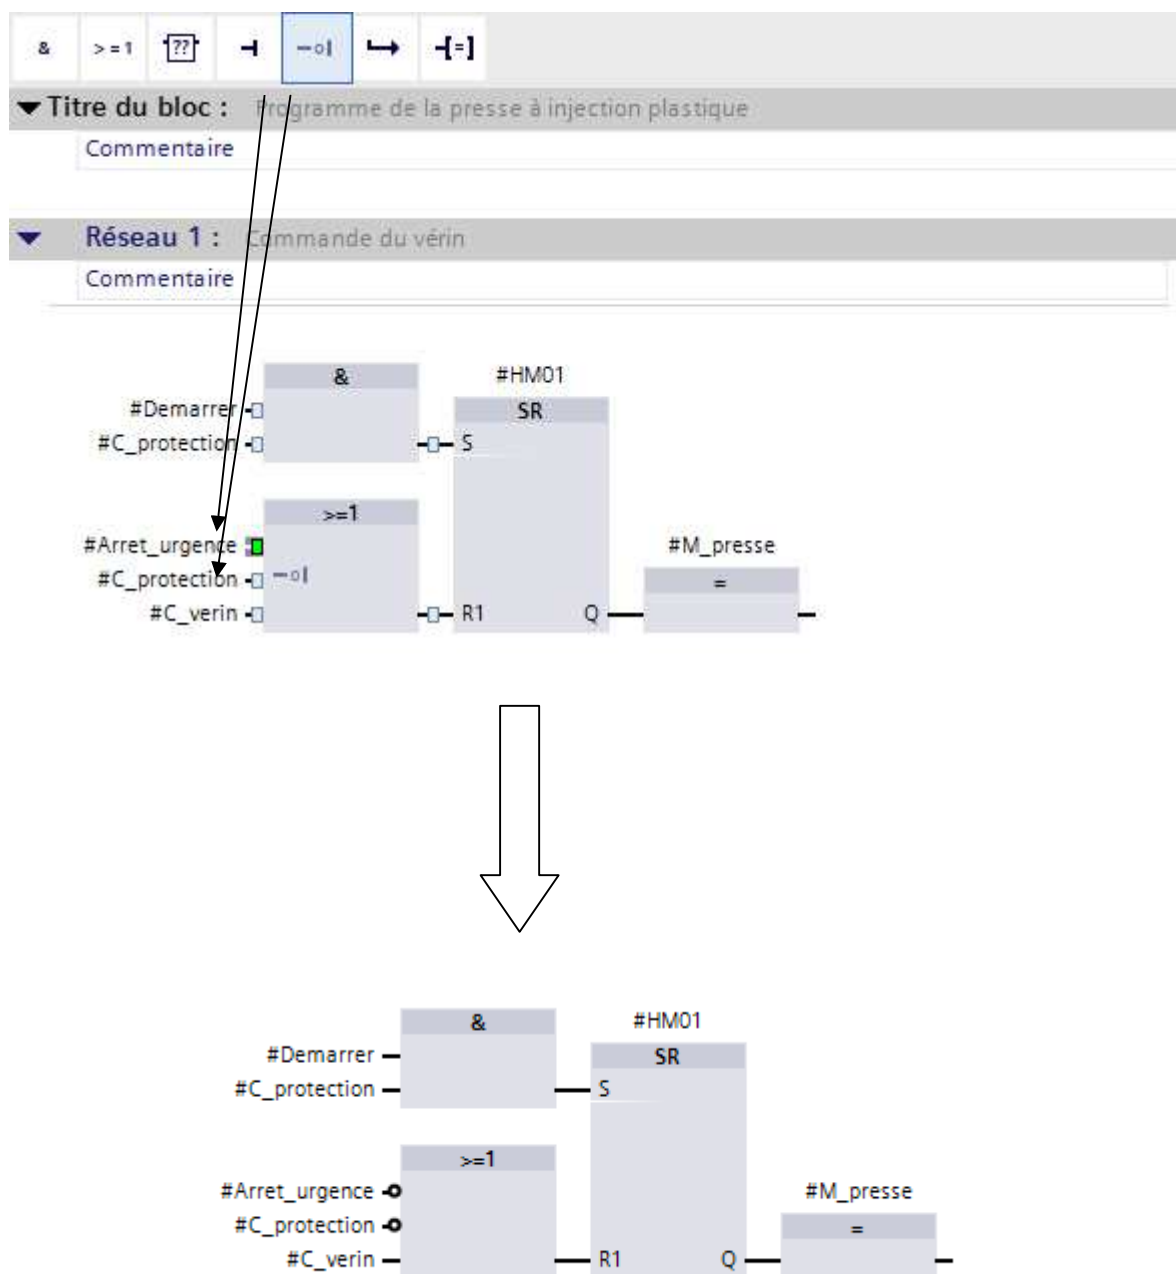 & >=1 ?? -[=]
Titre du bloc : Programme de la presse à injection plastique
Commentaire
Réseau 1 : Commande du vérin
Commentaire
& #HM01
#Demarrer SR
#C_protection S
>=1
#Arret_urgence #M_presse
#C_protection =
#C_verin R1 Q
& #HM01
#Demarrer SR
#C_protection S
>=1
#Arret_urgence #M_presse
#C_protection =
#C_verin R1 Q